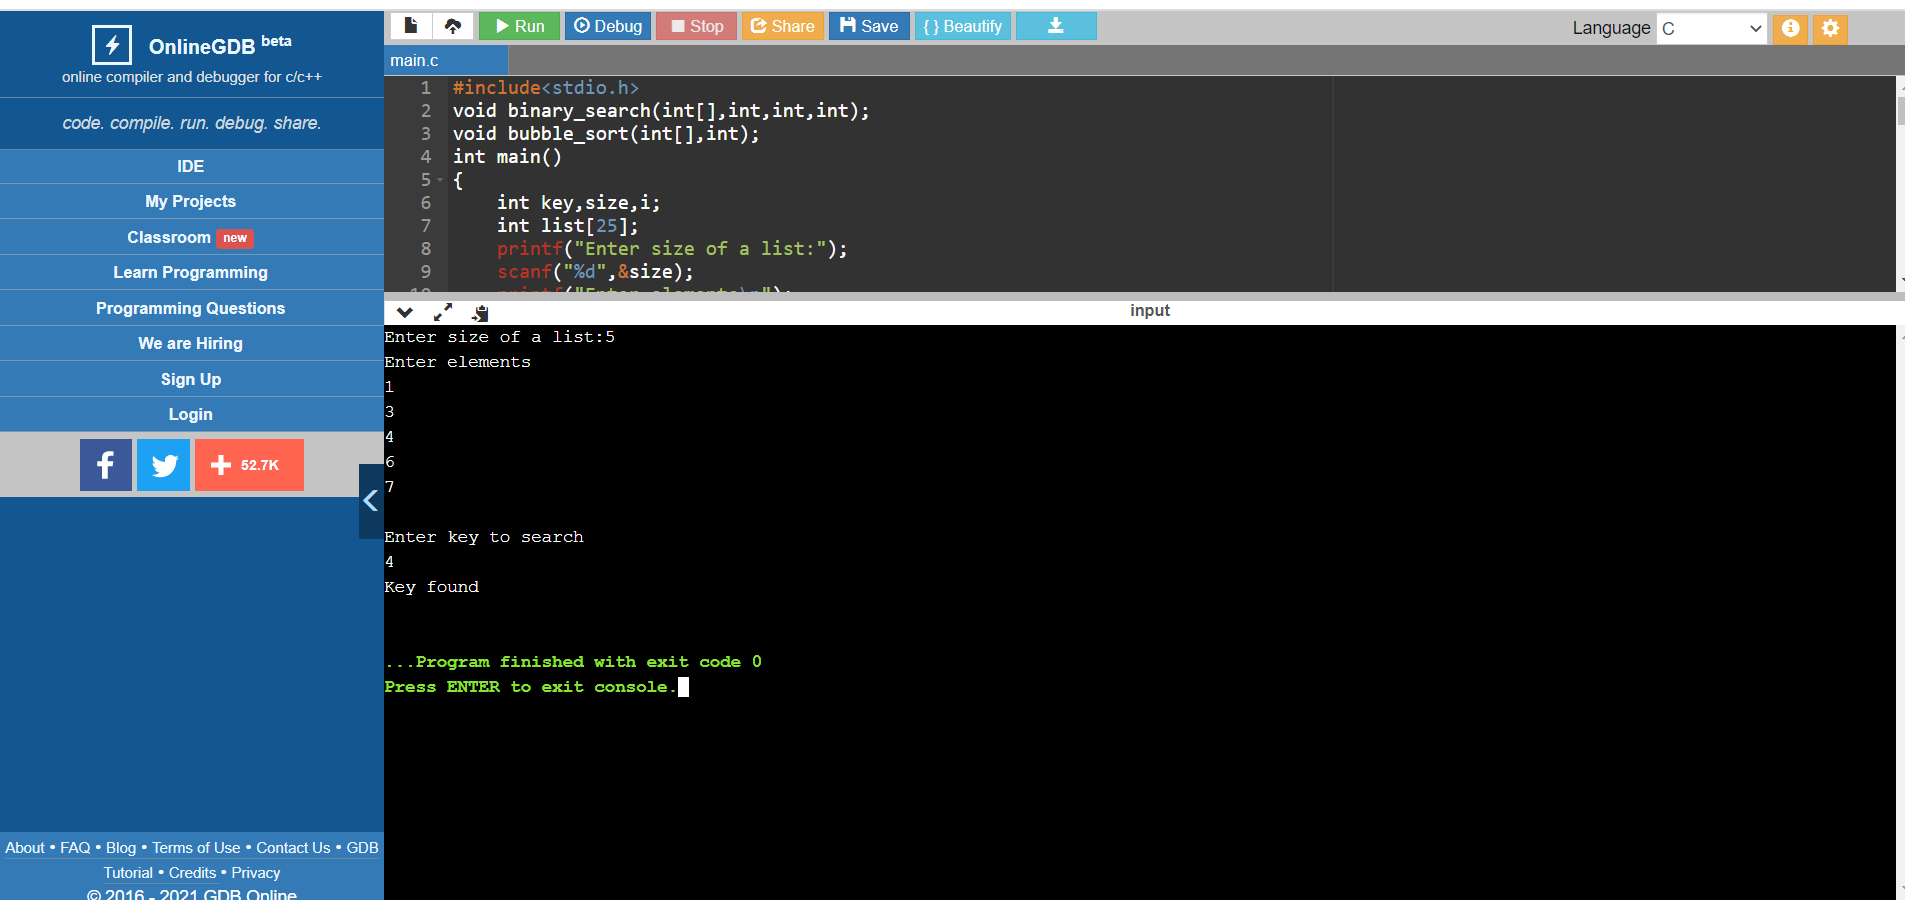 OnlineGDB beta
online compiler and debugger for c/c++
code. compile. run. debug. share.
IDE
My Projects
Classroom new
Learn Programming
Programming Questions
We are Hiring
Sign Up
Login
52.7K
About • FAQ • Blog • Terms of Use • Contact Us • GDB
Tutorial • Credits • Privacy
© 2016 - 2021 GDB Online
Run Debug Stop Share Save { } Beautify
Language C
main.c
1 #include<stdio.h>
2 void binary_search(int[],int,int,int);
3 void bubble_sort(int[],int);
4 int main()
5 {
6 int key,size,i;
7 int list[25];
8 printf("Enter size of a list:");
9 scanf("%d",&size);
10 printf("Enter elements\n");
input
Enter size of a list:5
Enter elements
1
3
4
6
7
Enter key to search
4
Key found
...Program finished with exit code 0
Press ENTER to exit console.